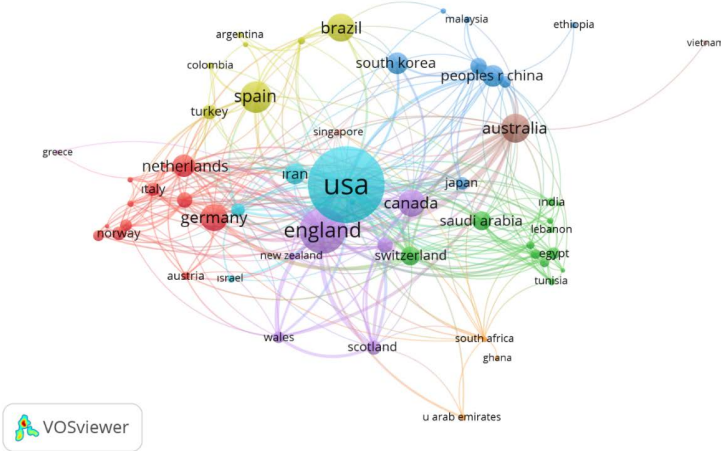 malaysia
ethiopia
brazil
argentina
vietnam
south korea
colombia
peoples r china
spain
turkey
australia
singapore
greece
netherlands
iran
usa
japan
italy
canada
india
germany
saudi arabia
england
lebanon
norway
new zealand
switzerland
egypt
austria
israel
tunisia
wales
scotland
south africa
ghana
u arab emirates
VOSviewer